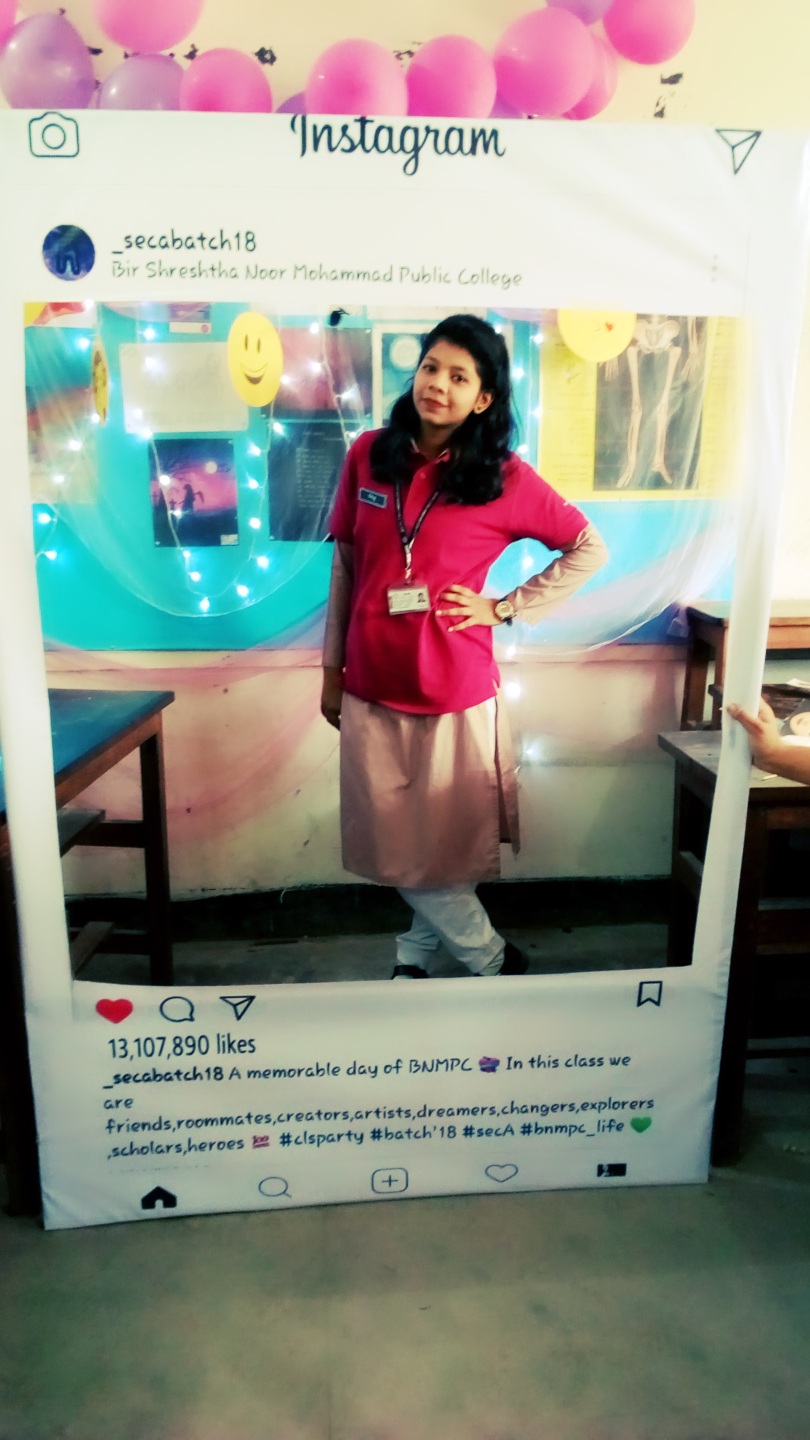 Instagram
_secabatch18
Bir Shreshtha Noor Mohammad Public College
13,107,890 likes
_secabatch18 A memorable day of BNMPC In this class we
are
friends,roommates,creators,artists,dreamers,changers,explorers
,scholars,heroes 💯 #clsparty #batch'18 #secA #bnmpc_life 💚